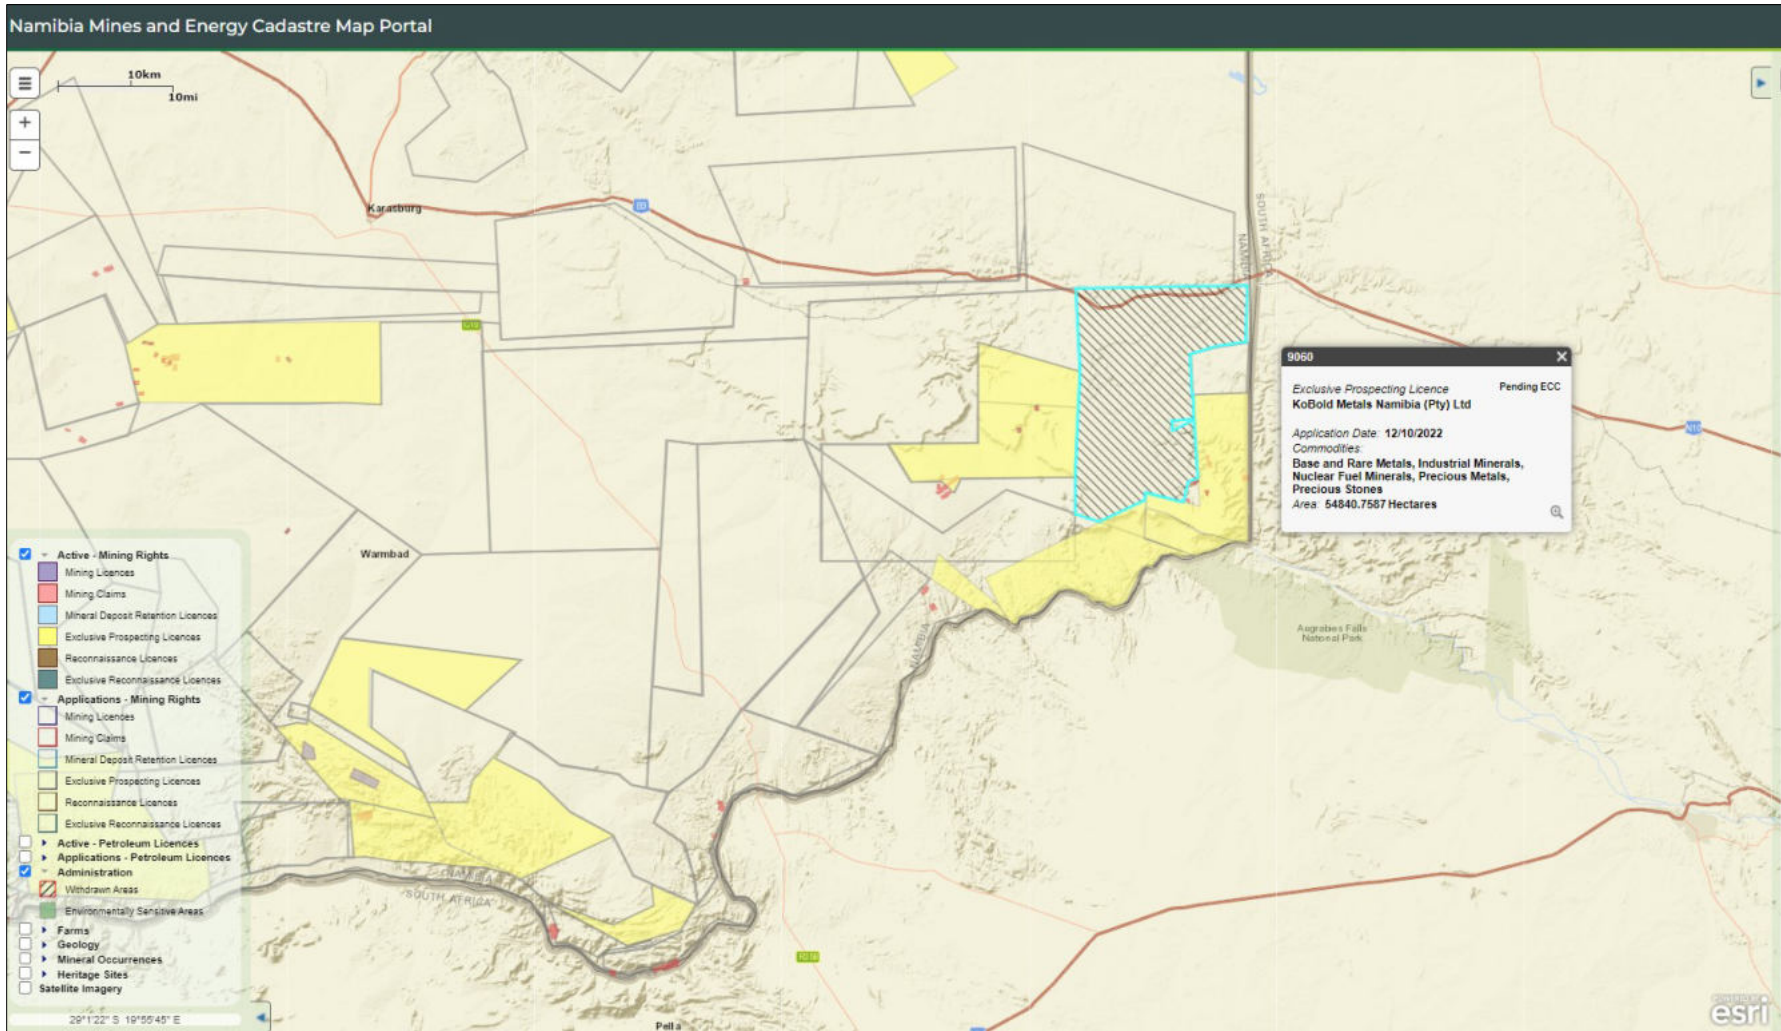 Namibia Mines and Energy Cadastre Map Portal
10km
10mi
+
−
Karasburg
B3
SOUTH AFRICA
NAMIBIA
9060
Exclusive Prospecting Licence
Pending ECC
KoBold Metals Namibia (Pty) Ltd
Application Date: 12/10/2022
Commodities:
Base and Rare Metals, Industrial Minerals,
Nuclear Fuel Minerals, Precious Metals,
Precious Stones
Area: 54840.7587 Hectares
N10
Warmbad
NAMIBIA
Augrabies Falls
National Park
Active - Mining Rights
Mining Licences
Mining Claims
Mineral Deposit Retention Licences
Exclusive Prospecting Licences
Reconnaissance Licences
Exclusive Reconnaissance Licences
Applications - Mining Rights
Mining Licences
Mining Claims
Mineral Deposit Retention Licences
Exclusive Prospecting Licences
Reconnaissance Licences
Exclusive Reconnaissance Licences
Active - Petroleum Licences
Applications - Petroleum Licences
Administration
Withdrawn Areas
Environmentally Sensitive Areas
Farms
Geology
Mineral Occurrences
Heritage Sites
Satellite Imagery
NAMIBIA
SOUTH AFRICA
29°1'22" S 19°55'45" E
Pella
esri